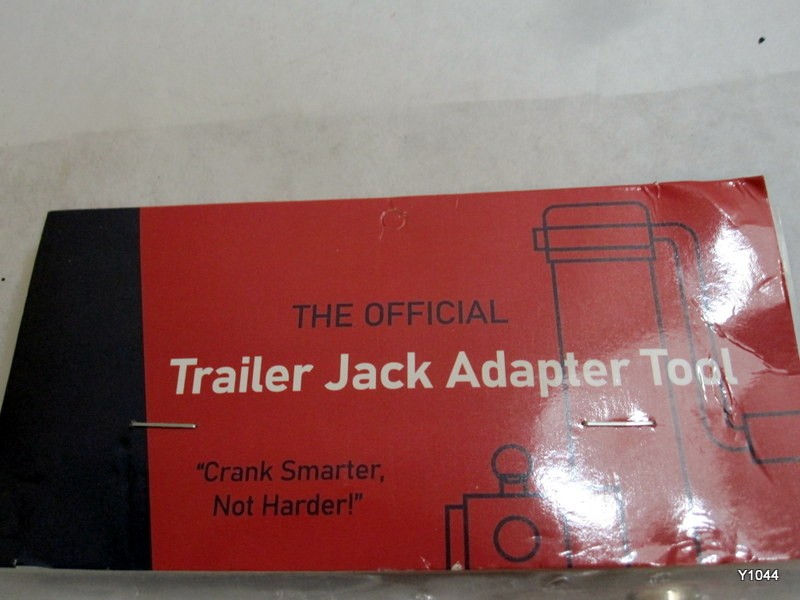 THE OFFICIAL
Trailer Jack Adapter Tool
“Crank Smarter,
Not Harder!”
Y1044